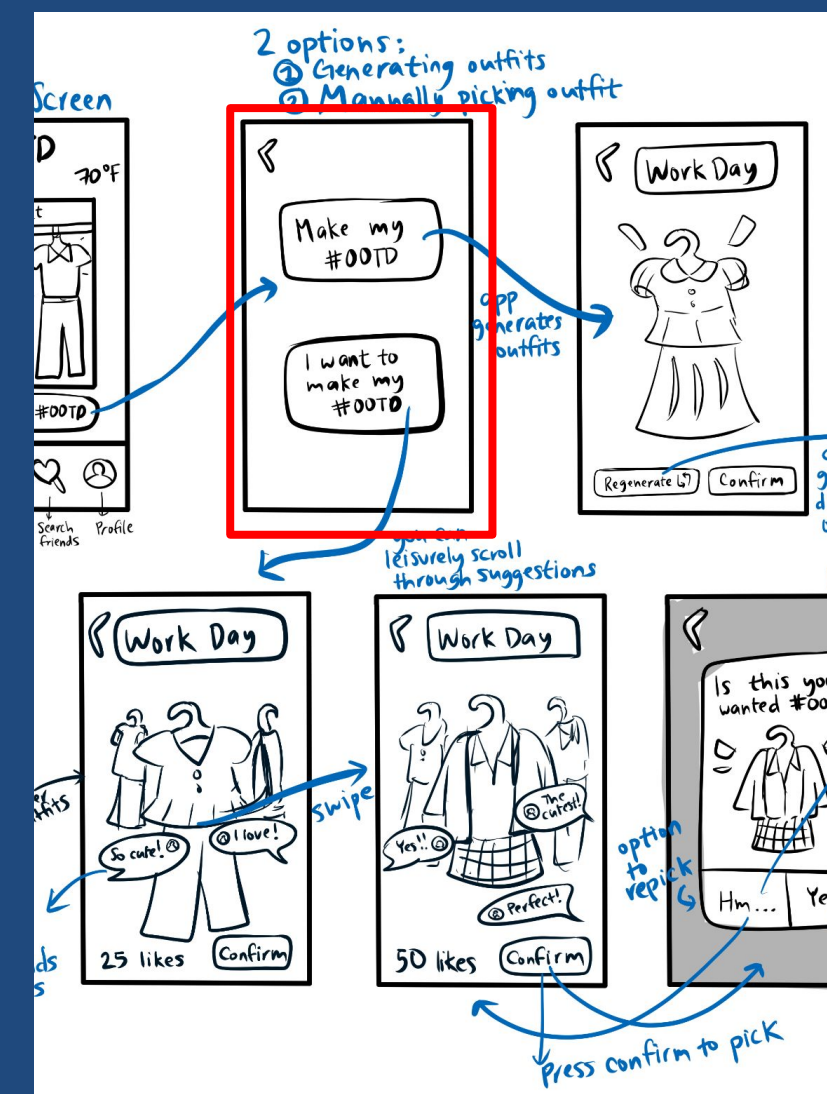 2 options:
① Generating outfits
② Manually picking outfit
Screen
70°F
#OOTD
Search
friends
Profile
Make my
#OOTD
I want to
make my
#OOTD
app
generates
outfits
Work Day
Regenerate
Confirm
you can
leisurely scroll
through suggestions
Work Day
So cute!
I love!
25 likes
Confirm
swipe
Work Day
The
cutest!
Yes!!
Perfect!
50 likes
Confirm
Press confirm to pick
option
to
repick
Is this you
wanted #OO
Hm...
Ye